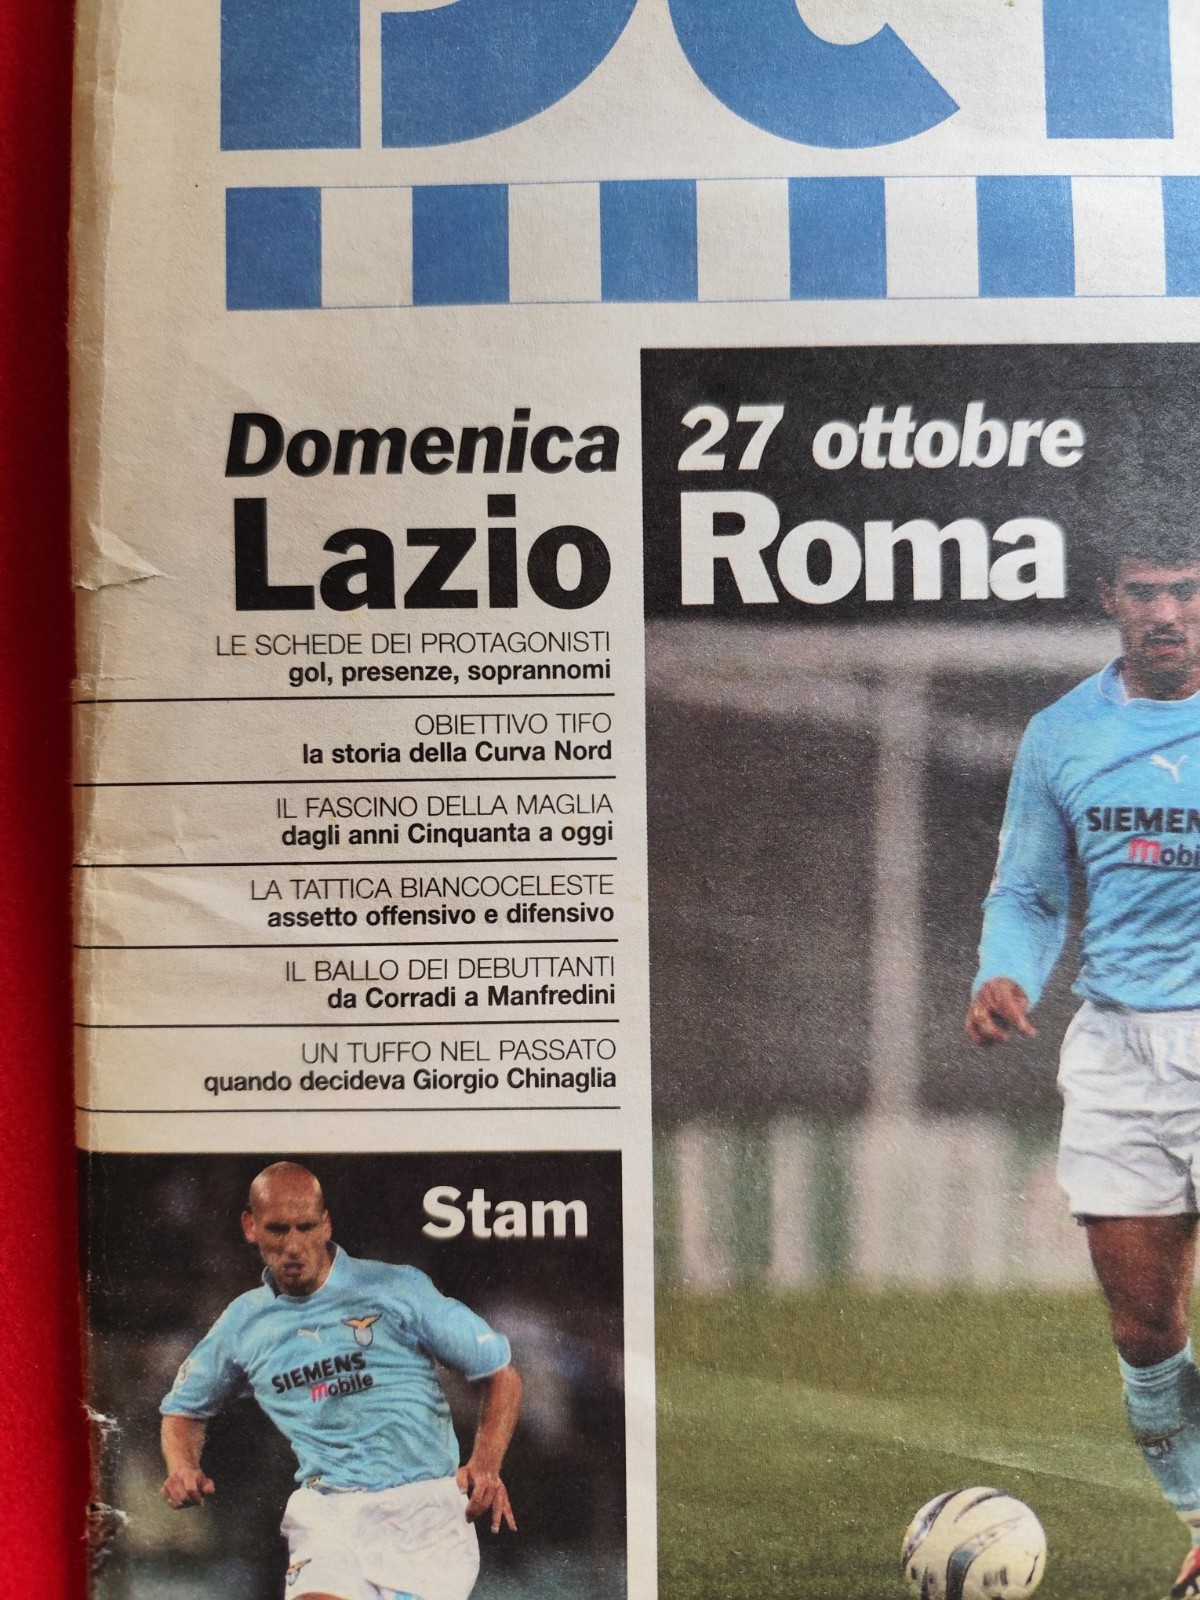 Domenica
Lazio
27 ottobre
Roma
LE SCHEDE DEI PROTAGONISTI
gol, presenze, soprannomi
OBIETTIVO TIFO
la storia della Curva Nord
IL FASCINO DELLA MAGLIA
dagli anni Cinquanta a oggi
LA TATTICA BIANCOCELESTE
assetto offensivo e difensivo
IL BALLO DEI DEBUTTANTI
da Corradi a Manfredini
UN TUFFO NEL PASSATO
quando decideva Giorgio Chinaglia
Stam
SIEMENS
mobile
SIEMEN
mobi